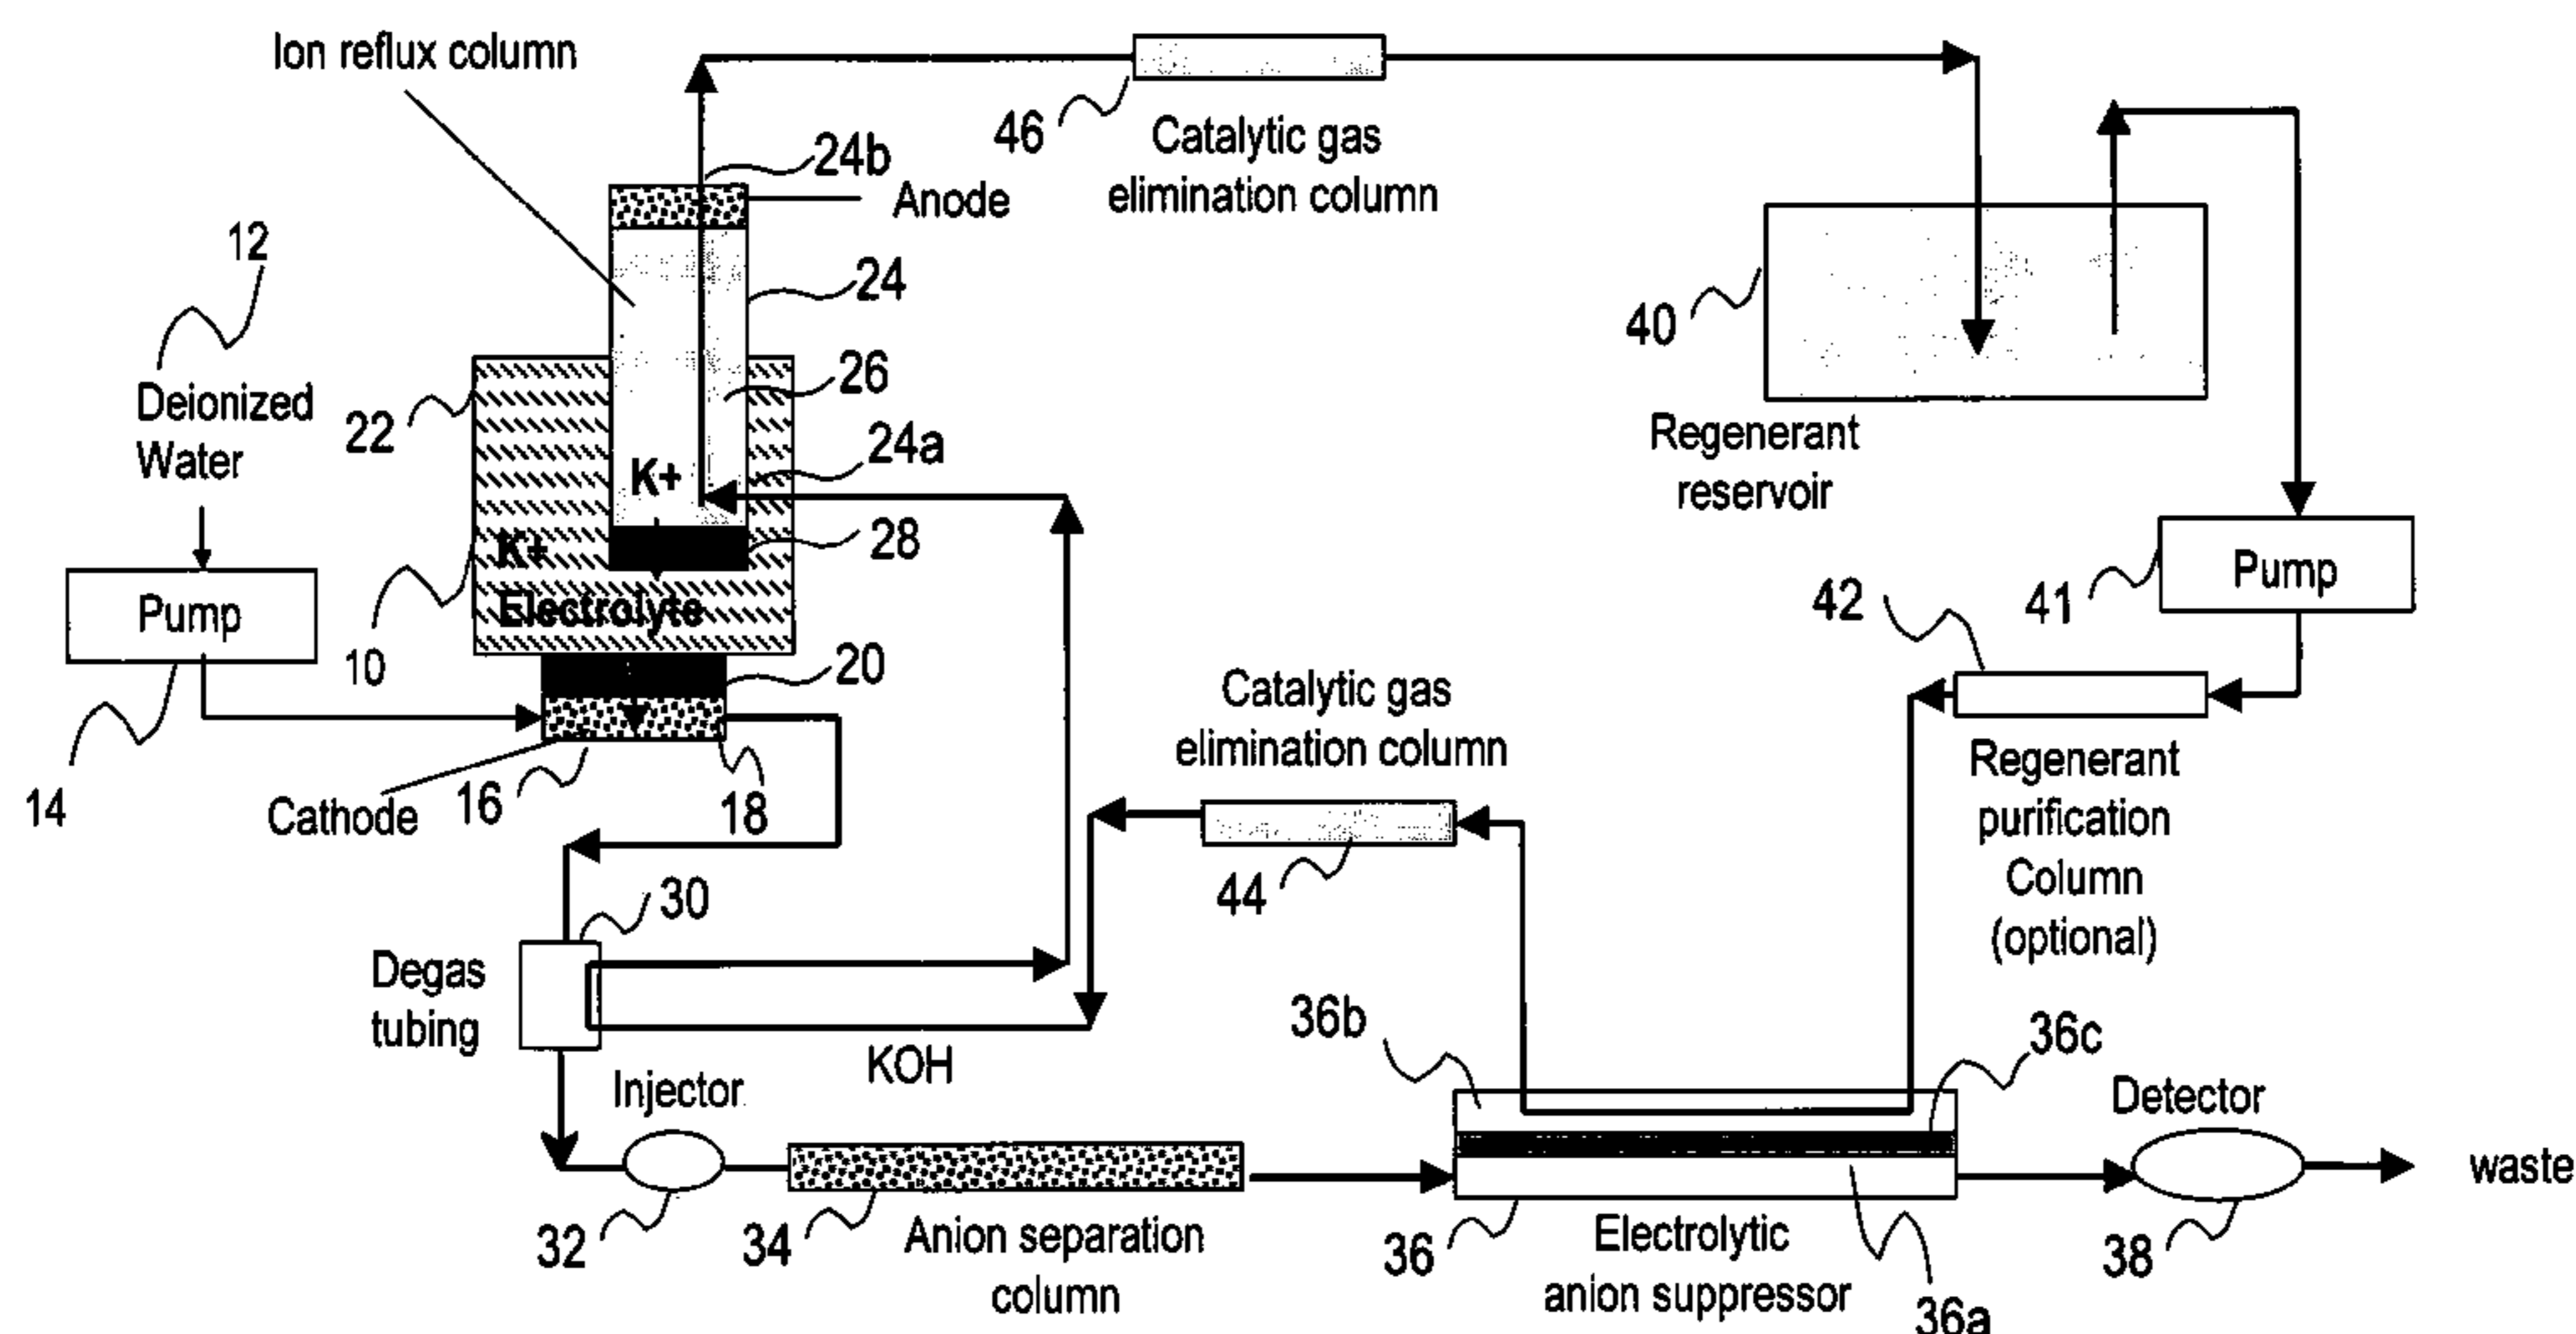 Ion reflux column
46
Catalytic gas
elimination column
24b
Anode
12
24
40
26
Deionized
Water
22
24a
Regenerant
reservoir
K+
28
K+
Pump
Electrolyte
10
20
14
Cathode
16
18
Pump
41
42
Catalytic gas
elimination column
Regenerant
purification
Column
(optional)
44
30
Degas
tubing
KOH
36b
36c
Injector
Detector
waste
32
34
Anion separation
column
36
Electrolytic
anion suppressor
36a
38